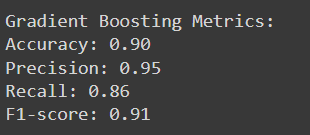 Gradient Boosting Metrics:
Accuracy: 0.90
Precision: 0.95
Recall: 0.86
F1-score: 0.91